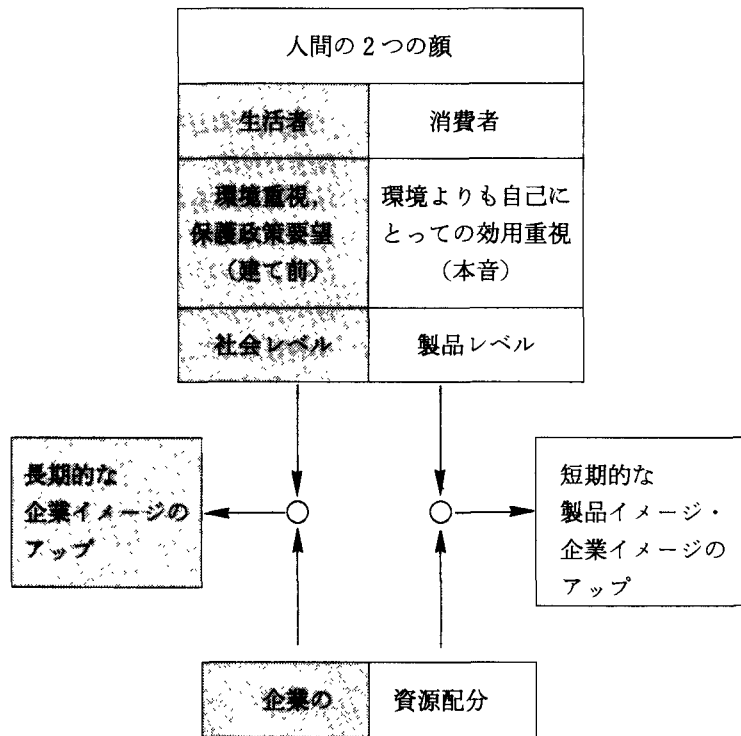 人間の2つの顔
生活者
消費者
環境重視,
保護政策要望
(建て前)
環境よりも自己に
とっての効用重視
(本音)
社会レベル
製品レベル
長期的な
企業イメージの
アップ
短期的な
製品イメージ・
企業イメージの
アップ
企業の
資源配分